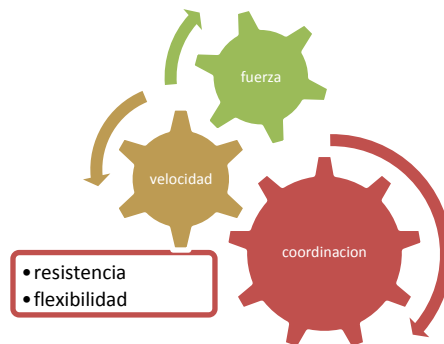 fuerza
velocidad
coordinacion
• resistencia
• flexibilidad